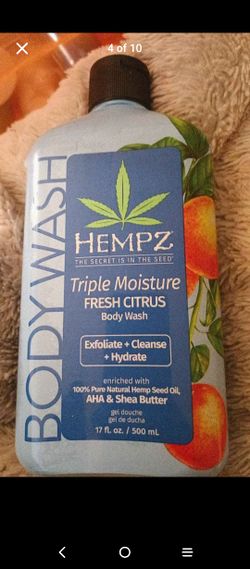 4 of 10
BODY WASH
HEMPZ
THE SECRET IS IN THE SEED
Triple Moisture
FRESH CITRUS
Body Wash
Exfoliate + Cleanse
+ Hydrate
enriched with
100% Pure Natural Hemp Seed Oil,
AHA & Shea Butter
gel douche
gel de ducha
17 fl. oz. / 500 mL